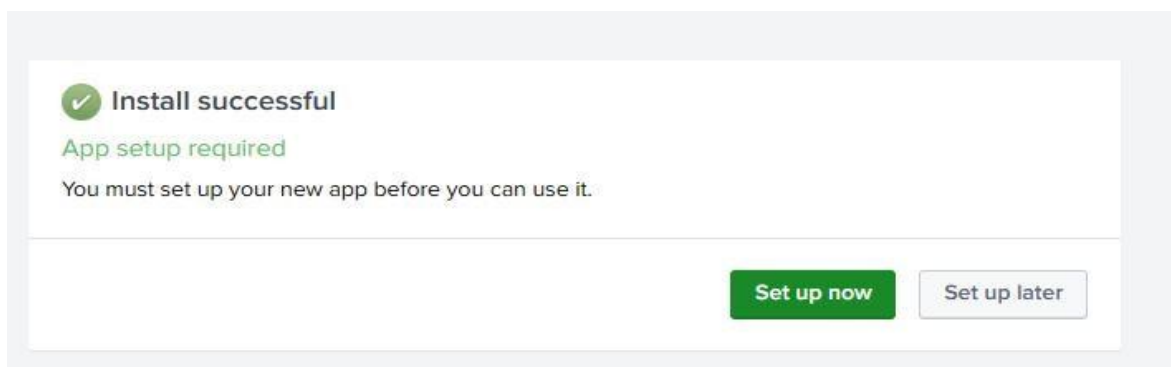 Install successful
App setup required
You must set up your new app before you can use it.
Set up now
Set up later